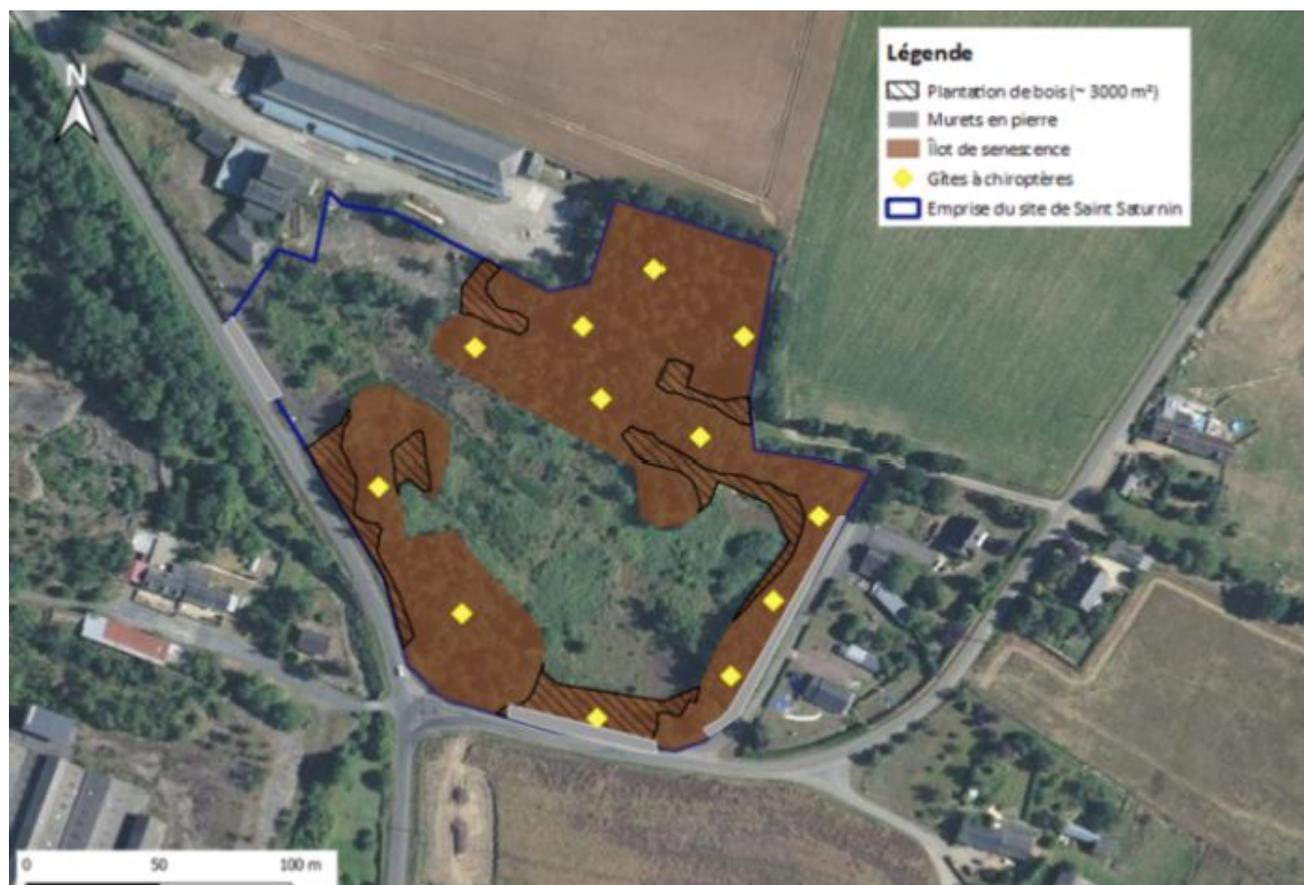 N
Légende
Plantation de bois (~ 3000 m²)
Murets en pierre
Îlot de senescence
Gîtes à chiroptères
Emprise du site de Saint Saturnin
0 50 100 m